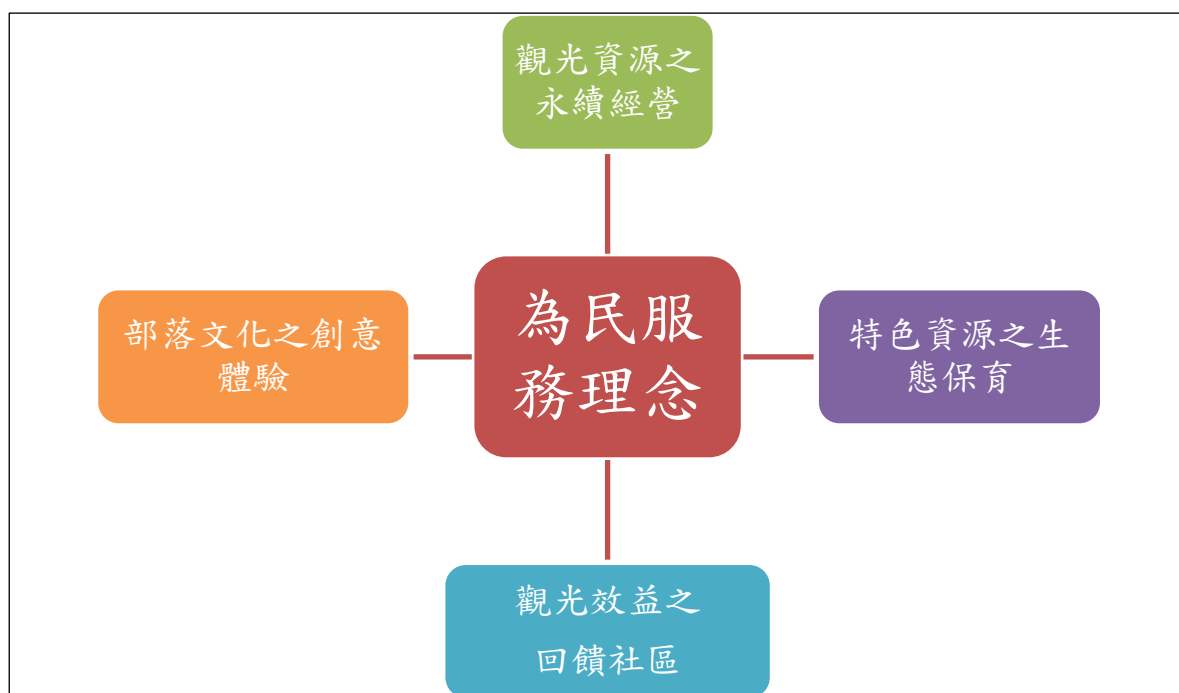 觀光資源之
永續經營
部落文化之創意
體驗
為民服
務理念
特色資源之生
態保育
觀光效益之
回饋社區